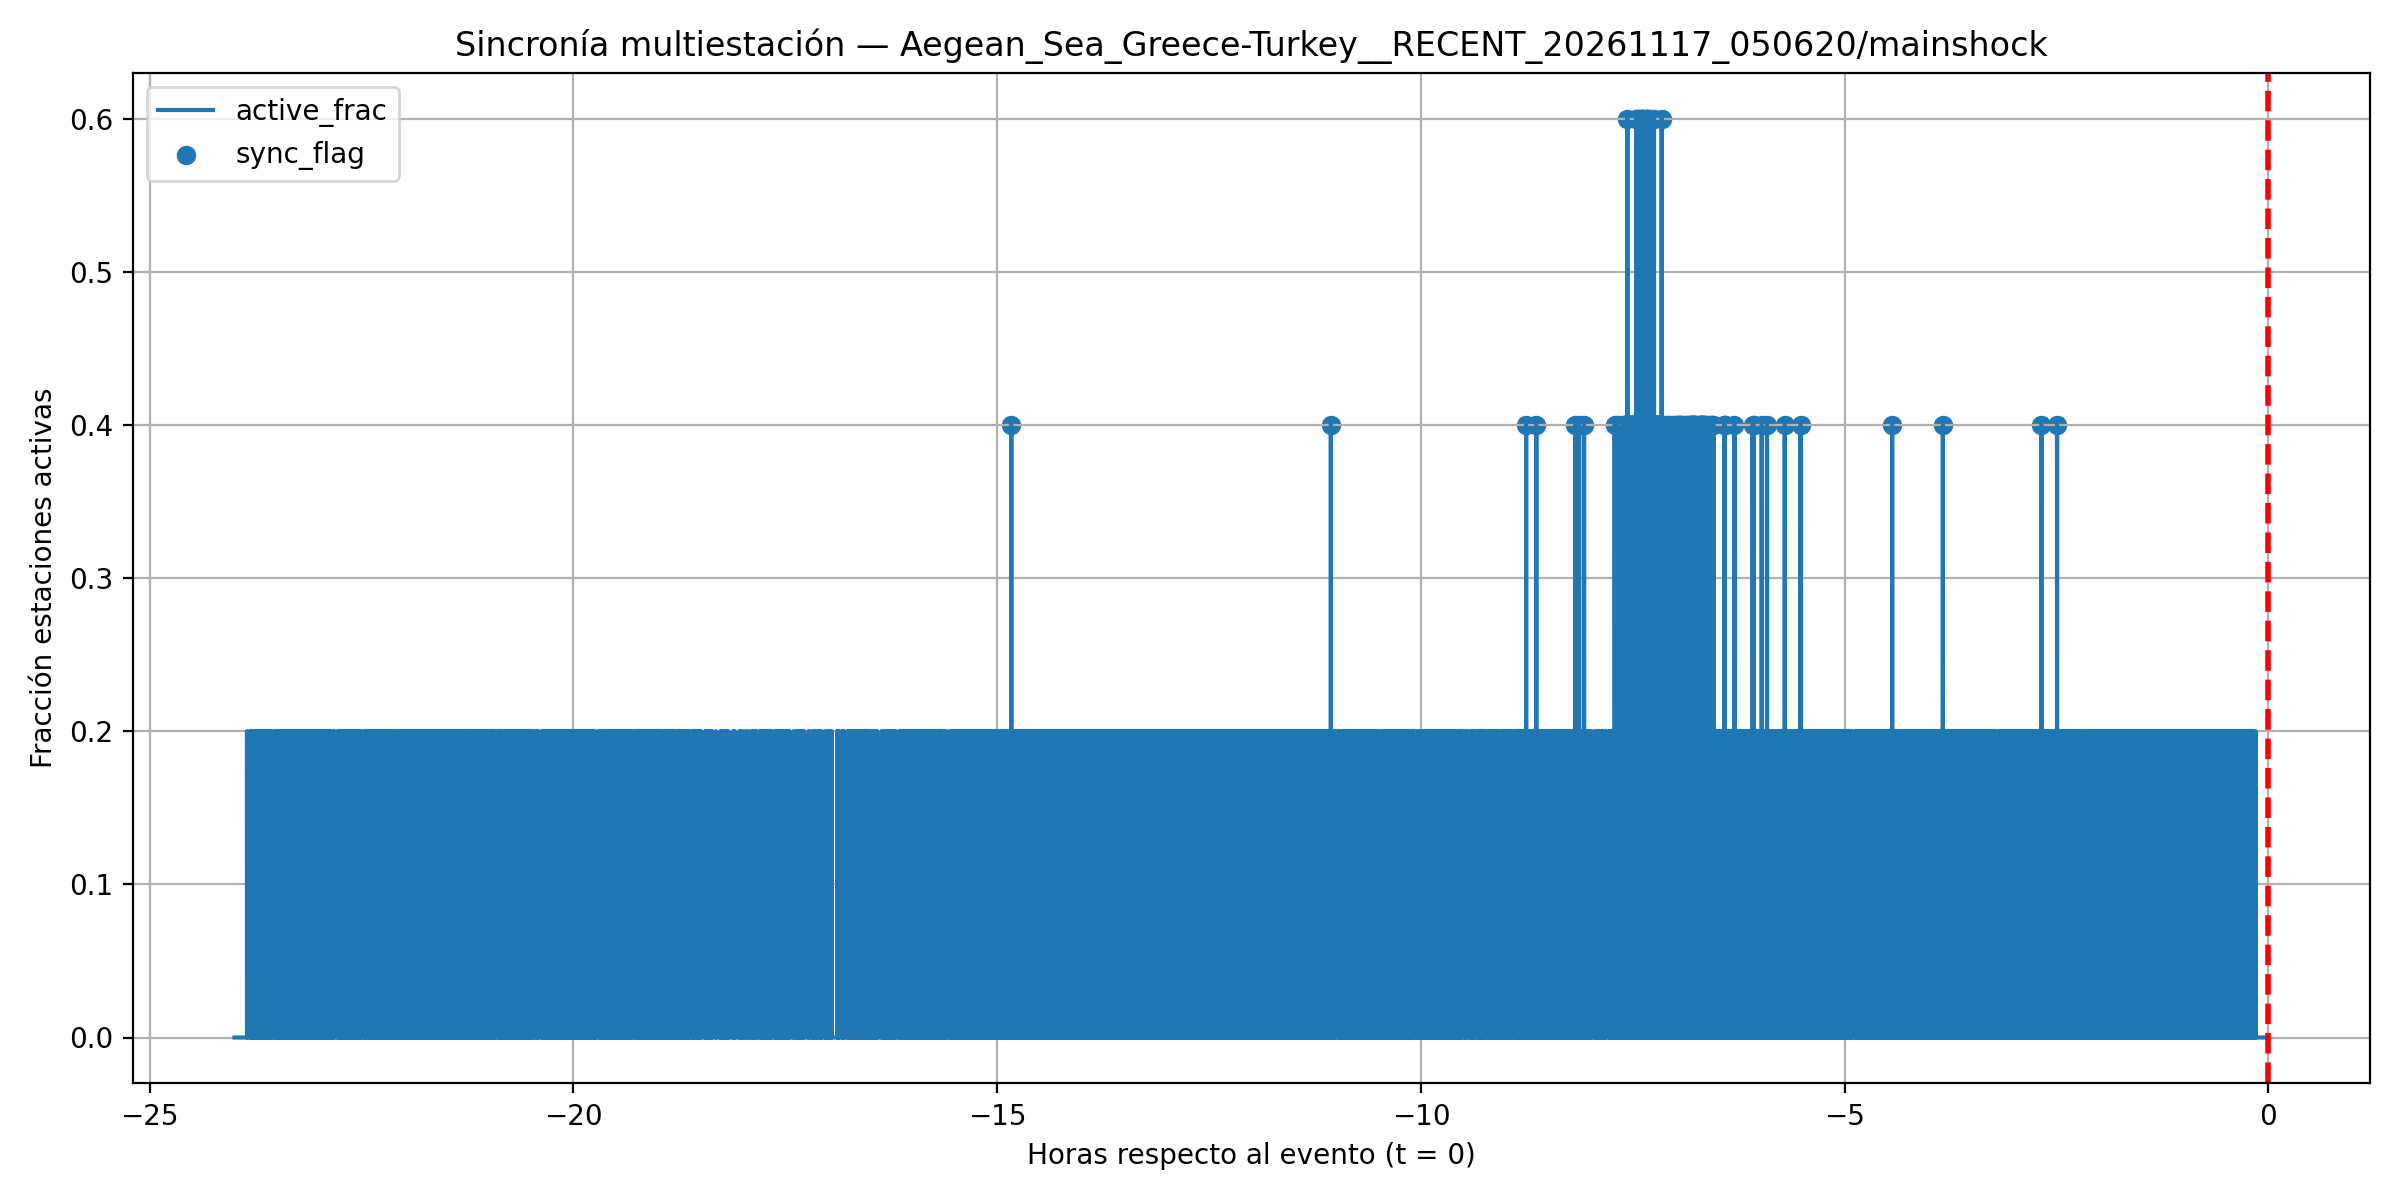 Sincronía multiestación — Aegean_Sea_Greece-Turkey__RECENT_20261117_050620/mainshock
active_frac
sync_flag
Fracción estaciones activas
0.6
0.5
0.4
0.3
0.2
0.1
0.0
−25
−20
−15
−10
−5
0
Horas respecto al evento (t = 0)